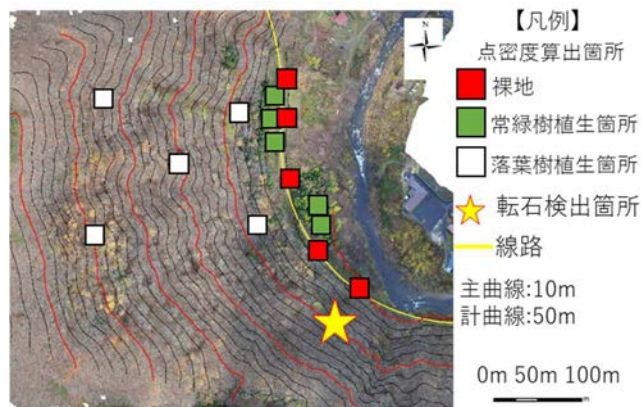 N
【凡例】
点密度算出箇所
裸地
常緑樹植生箇所
落葉樹植生箇所
転石検出箇所
線路
主曲線:10m
計曲線:50m
0m 50m 100m